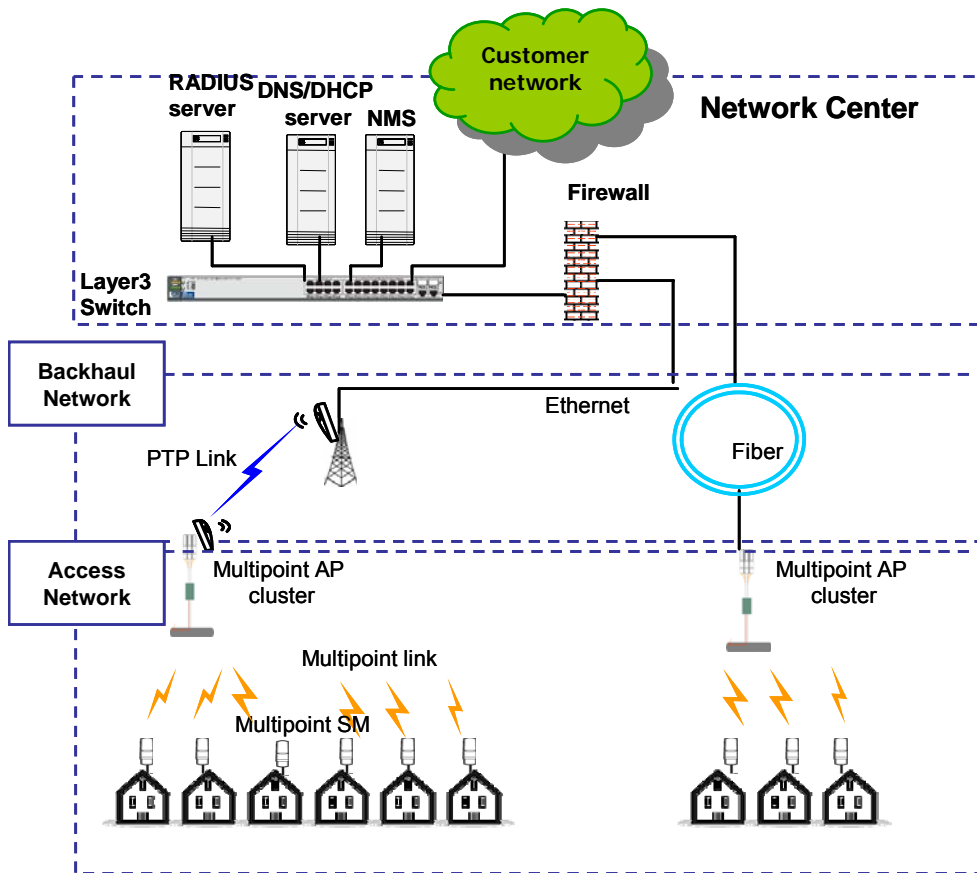 Customer
network
RADIUS
server
DNS/DHCP
server
NMS
Network Center
Firewall
Layer3
Switch
Backhaul
Network
Ethernet
PTP Link
Fiber
Access
Network
Multipoint AP
cluster
Multipoint AP
cluster
Multipoint link
Multipoint SM